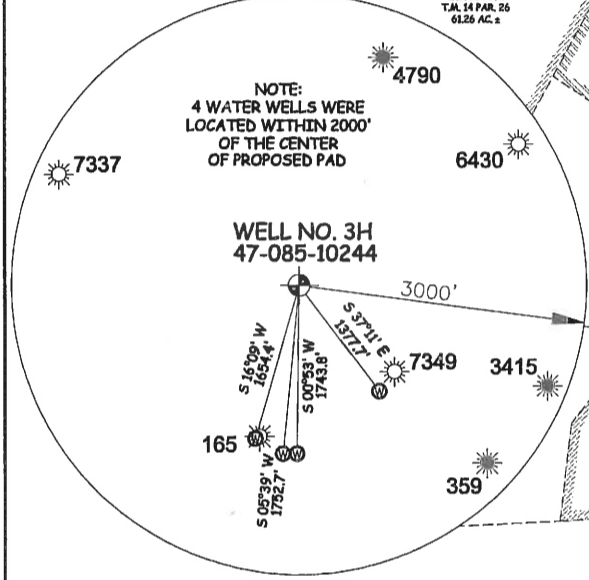 T.M. 14 PAR. 26
61.26 AC. ±
4790
NOTE:
4 WATER WELLS WERE
LOCATED WITHIN 2000'
OF THE CENTER
OF PROPOSED PAD
6430
7337
WELL NO. 3H
47-085-10244
3000'
S 16°09' W
1654.4'
S 00°53' W
1743.8'
S 37°11' E
1377.7'
7349
3415
165
W
W
W
W
S 05°39' W
1752.7'
359